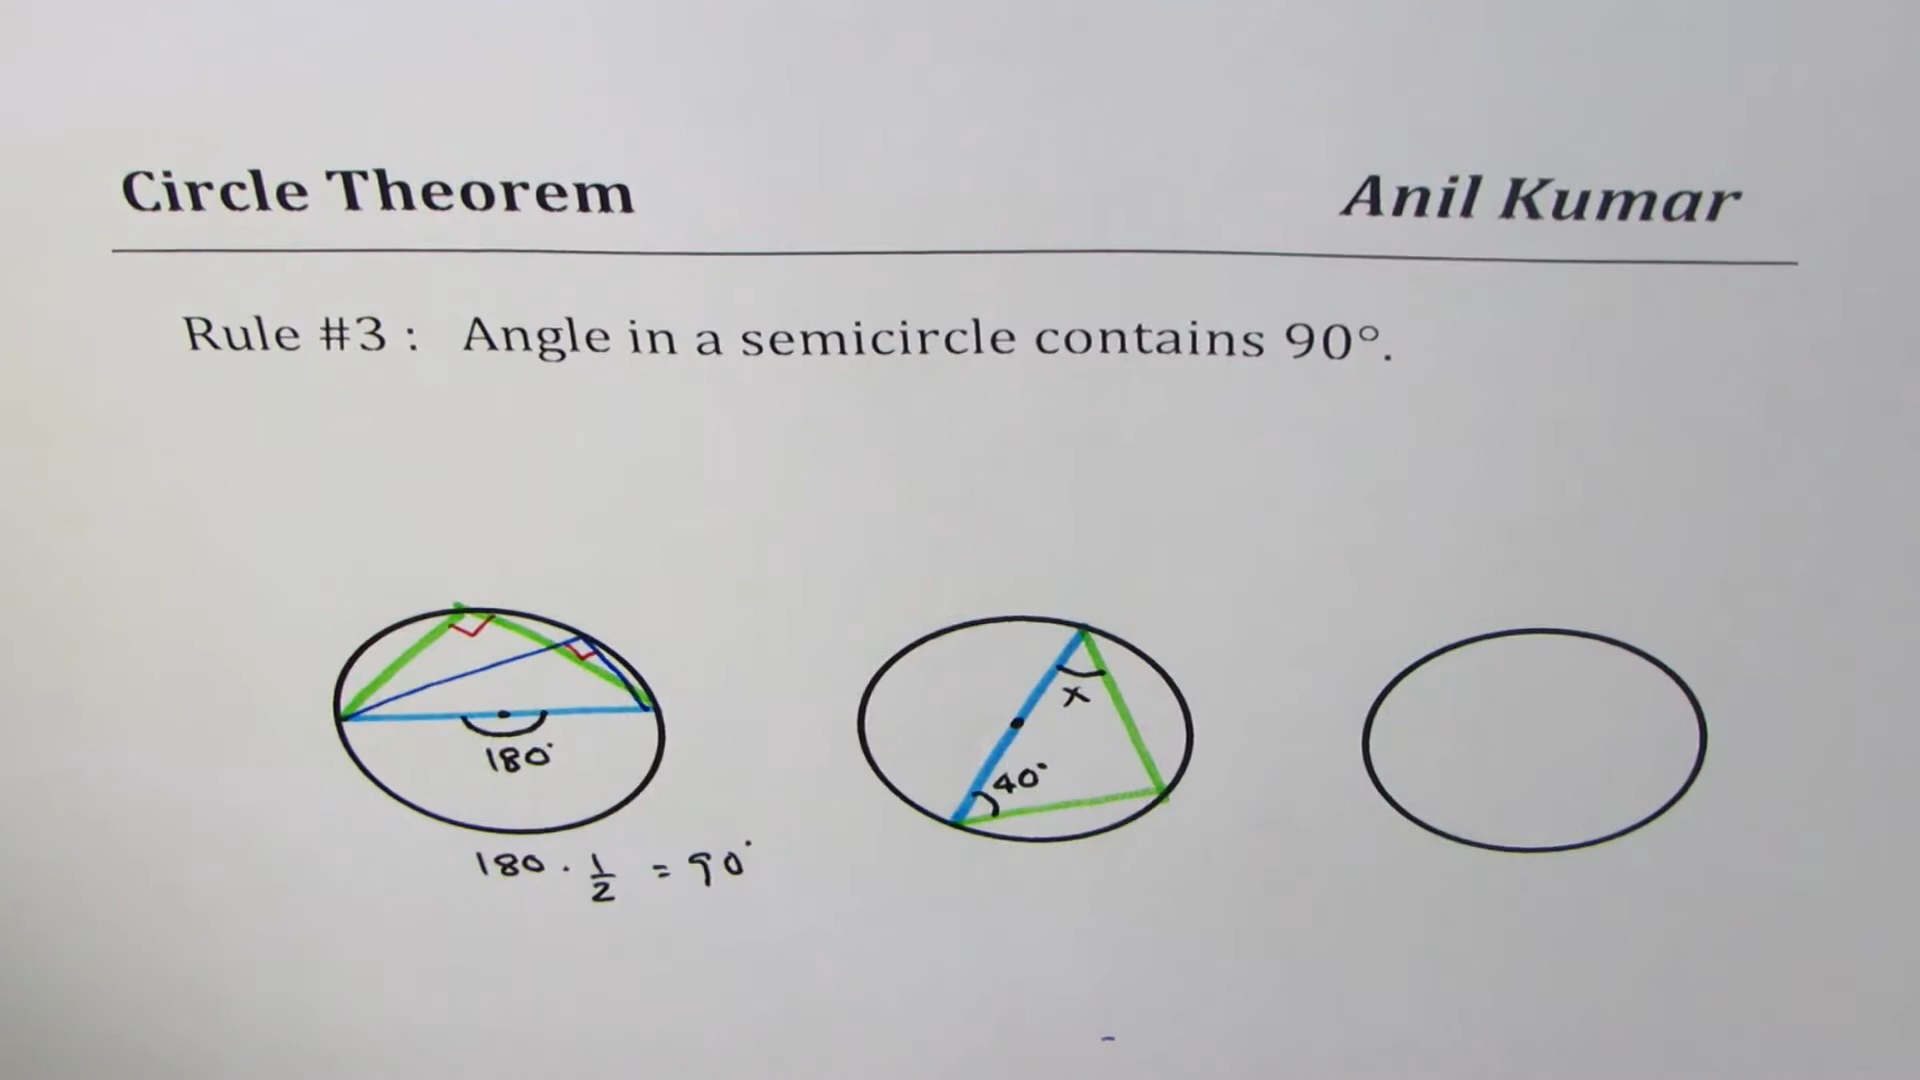 Circle Theorem
Anil Kumar
Rule #3 : Angle in a semicircle contains 90°.
180°
180 · 1/2 = 90°
x
40°